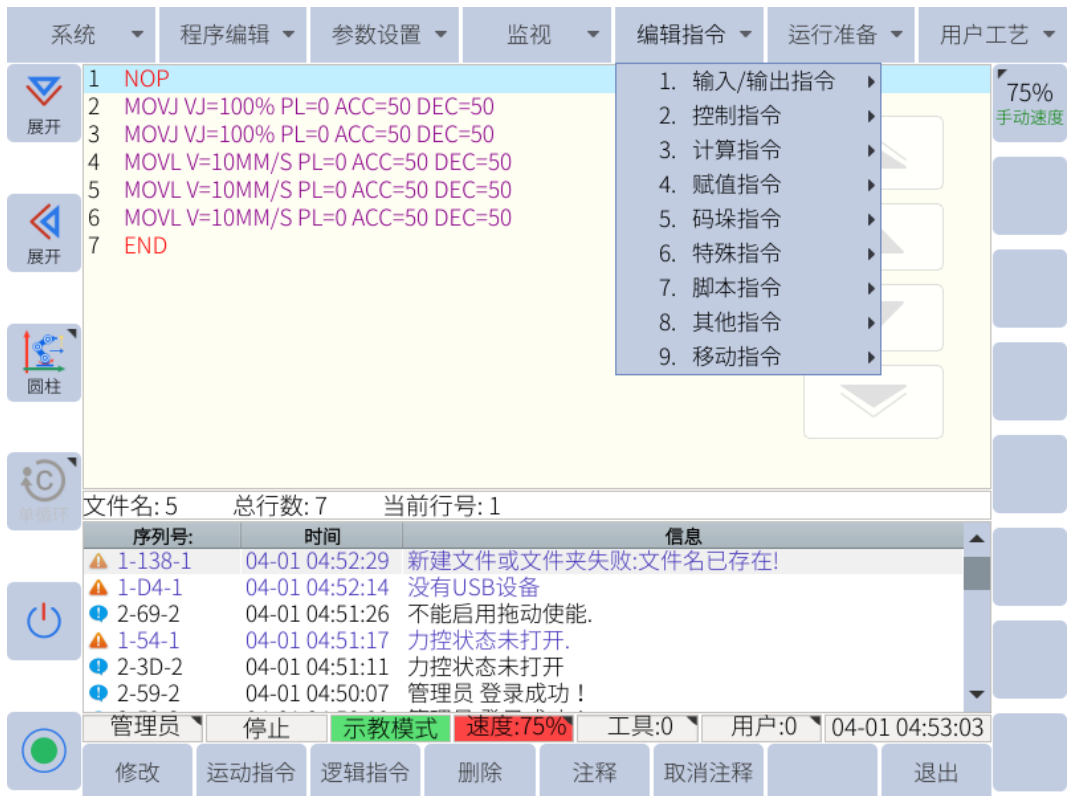 系统 程序编辑 参数设置 监视 编辑指令 运行准备 用户工艺
展开
展开
圆柱
单循环
1 NOP
2 MOVJ VJ=100% PL=0 ACC=50 DEC=50
3 MOVJ VJ=100% PL=0 ACC=50 DEC=50
4 MOVL V=10MM/S PL=0 ACC=50 DEC=50
5 MOVL V=10MM/S PL=0 ACC=50 DEC=50
6 MOVL V=10MM/S PL=0 ACC=50 DEC=50
7 END
1. 输入/输出指令
2. 控制指令
3. 计算指令
4. 赋值指令
5. 码垛指令
6. 特殊指令
7. 脚本指令
8. 其他指令
9. 移动指令
75%
手动速度
文件名: 5 总行数: 7 当前行号: 1
序列号: 时间 信息
1-138-1 04-01 04:52:29 新建文件或文件夹失败:文件名已存在!
1-D4-1 04-01 04:52:14 没有USB设备
2-69-2 04-01 04:51:26 不能启用拖动使能.
1-54-1 04-01 04:51:17 力控状态未打开.
2-3D-2 04-01 04:51:11 力控状态未打开
2-59-2 04-01 04:50:07 管理员 登录成功！
管理员 停止 示教模式 速度:75% 工具:0 用户:0 04-01 04:53:03
修改 运动指令 逻辑指令 删除 注释 取消注释 退出